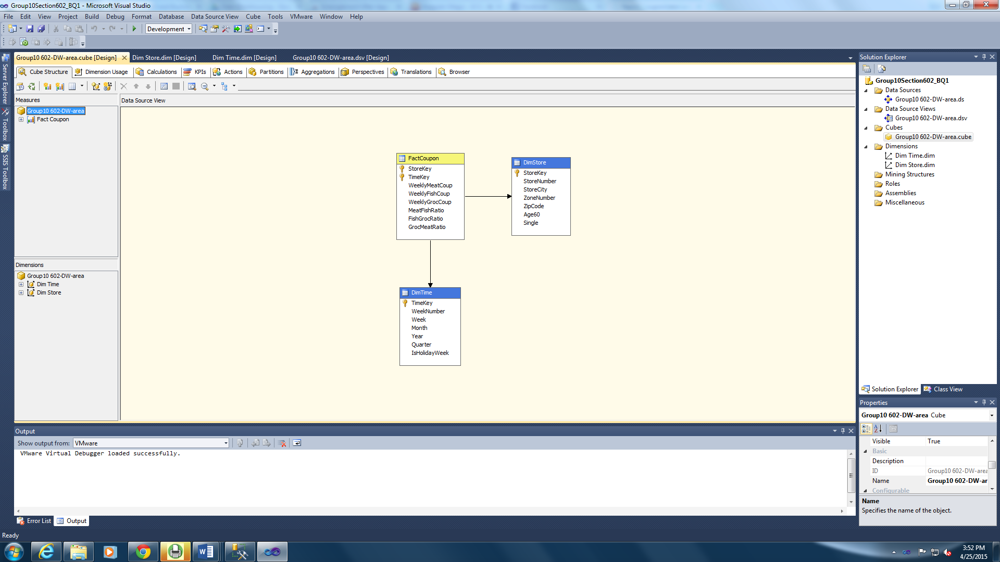 Group10Section602_BQ1 - Microsoft Visual Studio
File Edit View Project Build Debug Format Database Data Source View Cube Tools VMware Window Help
Development
Group10 602-DW-area.cube [Design] Dim Store.dim [Design] Dim Time.dim [Design] Group10 602-DW-area.dsv [Design]
Cube Structure Dimension Usage Calculations KPIs Actions Partitions Aggregations Perspectives Translations Browser
Server Explorer
Toolbox
SSIS Toolbox
Measures
Group10 602-DW-area
Fact Coupon
Dimensions
Group10 602-DW-area
Dim Time
Dim Store
Data Source View
FactCoupon
StoreKey
TimeKey
WeeklyMeatCoup
WeeklyFishCoup
WeeklyGrocCoup
MeatFishRatio
FishGrocRatio
GrocMeatRatio
DimStore
StoreKey
StoreNumber
StoreCity
ZoneNumber
ZipCode
Age60
Single
DimTime
TimeKey
WeekNumber
Week
Month
Year
Quarter
IsHolidayWeek
Solution Explorer
Group10Section602_BQ1
Data Sources
Group10 602-DW-area.ds
Data Source Views
Group10 602-DW-area.dsv
Cubes
Group10 602-DW-area.cube
Dimensions
Dim Time.dim
Dim Store.dim
Mining Structures
Roles
Assemblies
Miscellaneous
Solution Explorer Class View
Properties
Group10 602-DW-area Cube
Visible True
Basic
Description
ID Group10 602-DW-area
Name Group10 602-DW-ar
Configurable
Name
Specifies the name of the object.
Output
Show output from: VMware
VMware Virtual Debugger loaded successfully.
Error List Output
Ready
3:52 PM
4/25/2015